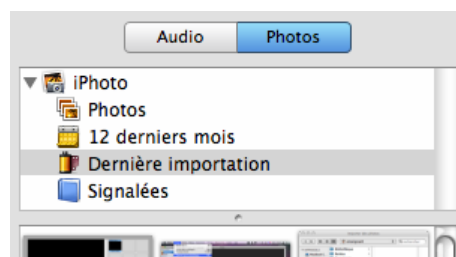 Audio Photos
iPhoto
Photos
12 derniers mois
Dernière importation
Signalées